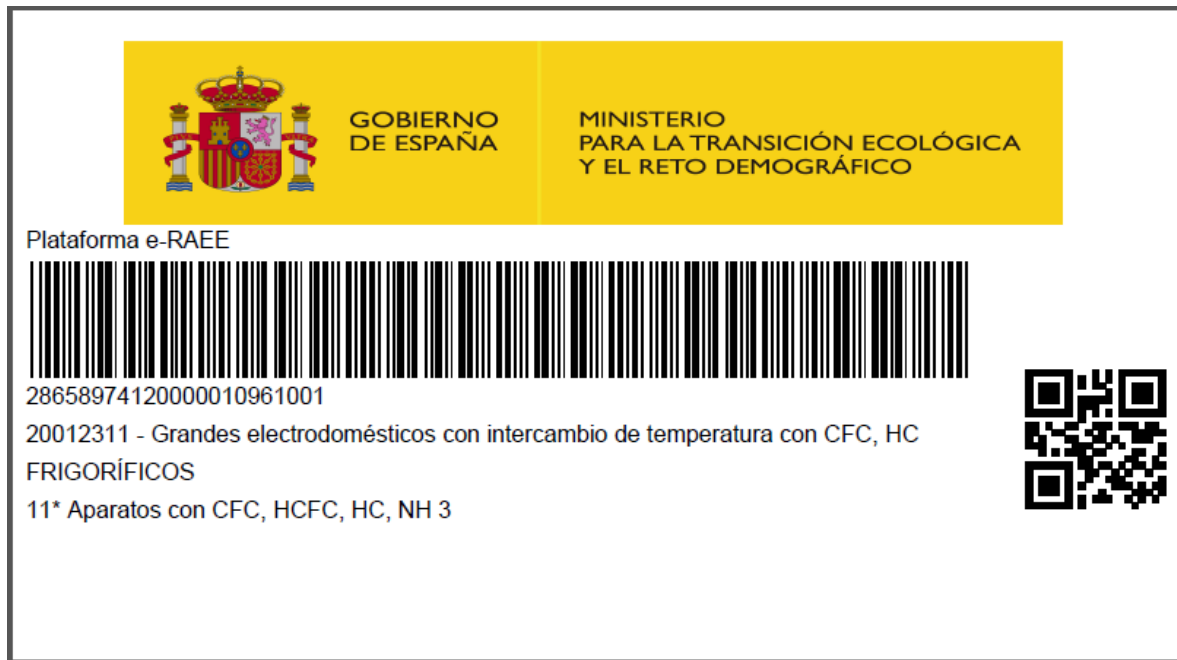 GOBIERNO
DE ESPAÑA
MINISTERIO
PARA LA TRANSICIÓN ECOLÓGICA
Y EL RETO DEMOGRÁFICO
Plataforma e-RAEE
28658974120000010961001
20012311 - Grandes electrodomésticos con intercambio de temperatura con CFC, HC
FRIGORÍFICOS
11* Aparatos con CFC, HCFC, HC, NH 3